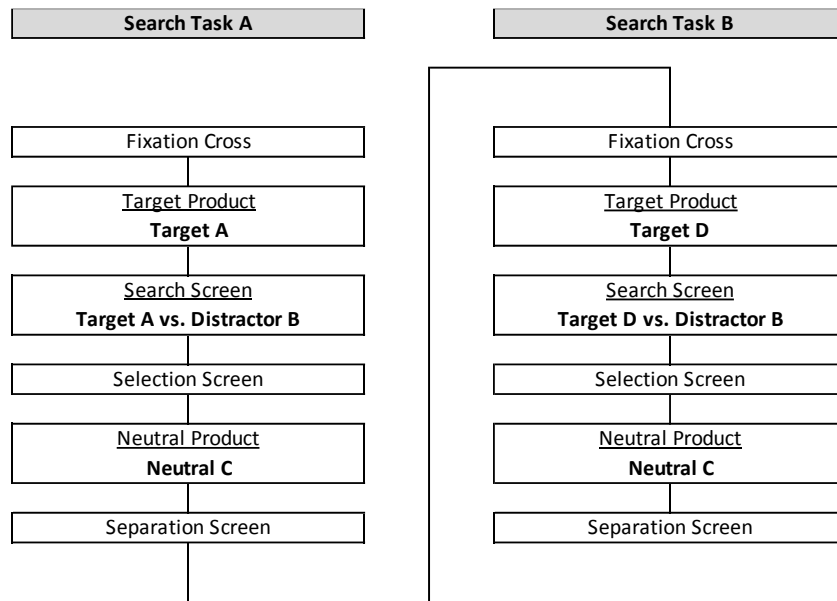 Search Task A
Fixation Cross
Target Product
Target A
Search Screen
Target A vs. Distractor B
Selection Screen
Neutral Product
Neutral C
Separation Screen
Search Task B
Fixation Cross
Target Product
Target D
Search Screen
Target D vs. Distractor B
Selection Screen
Neutral Product
Neutral C
Separation Screen